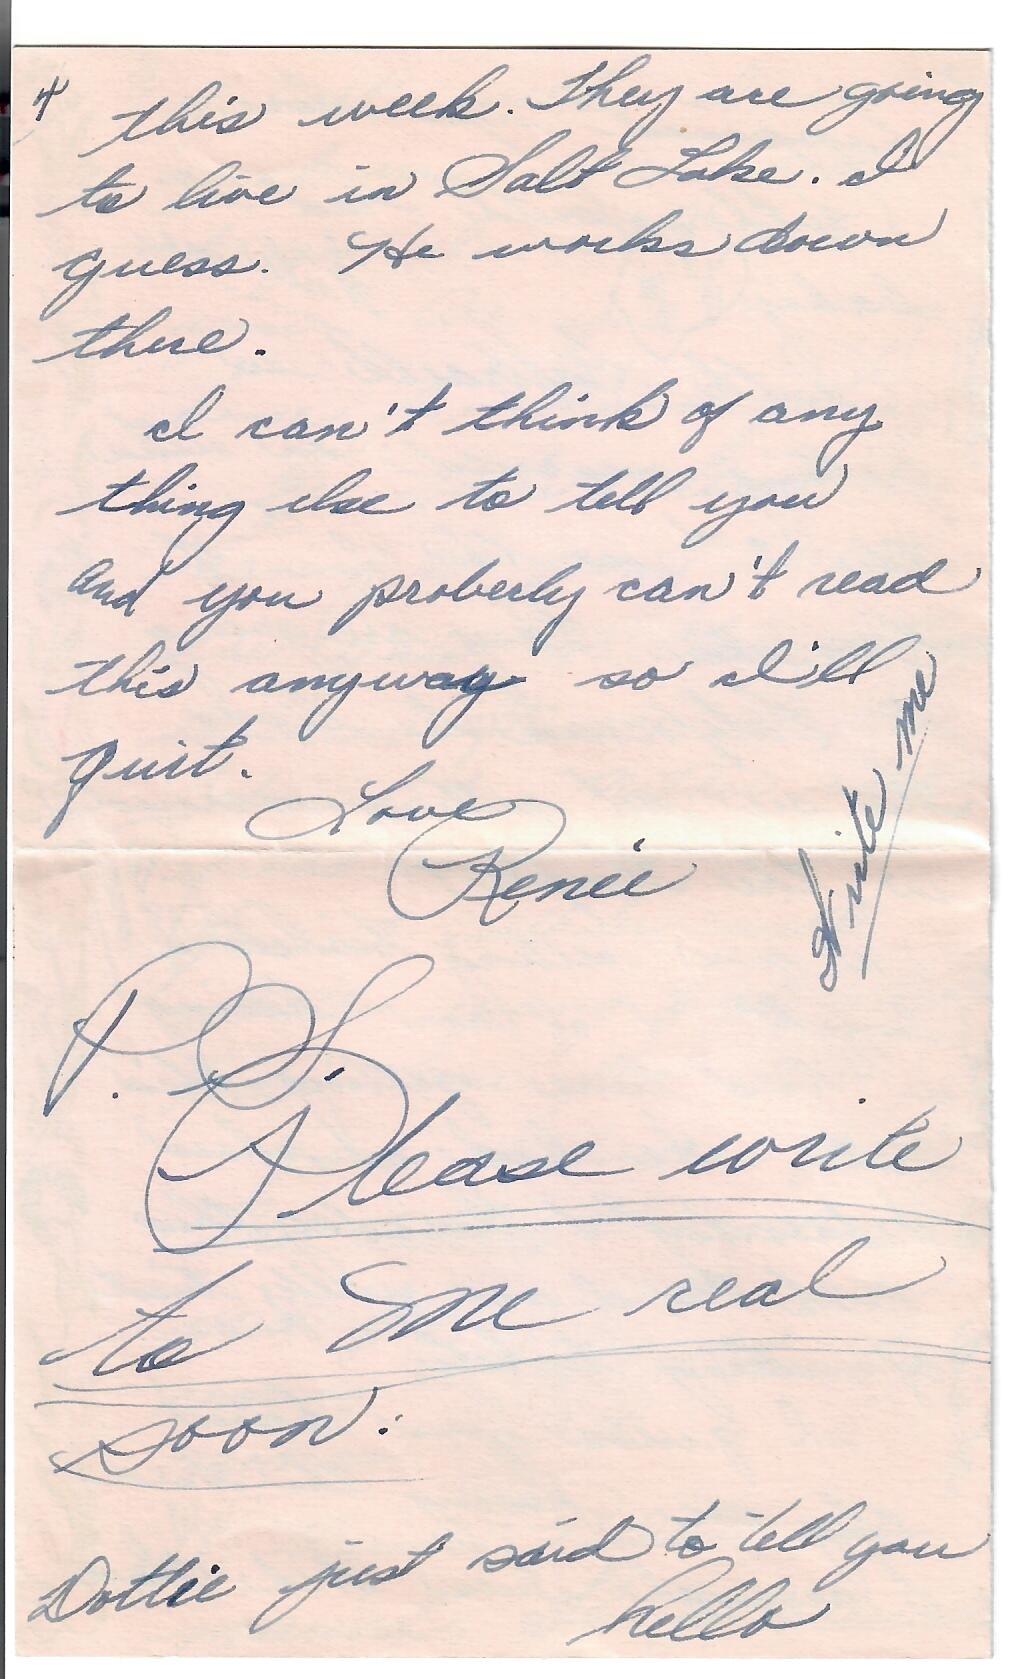 4
this week. They are going
to live in Salt Lake. I
guess. He works down
there.
I can't think of any
thing else to tell you
and you proberly can't read
this anyway so I'll
quit.
Love
Renée
Write me
P.S.
Please write
to me real
soon.
Dottie just said to tell you
hello